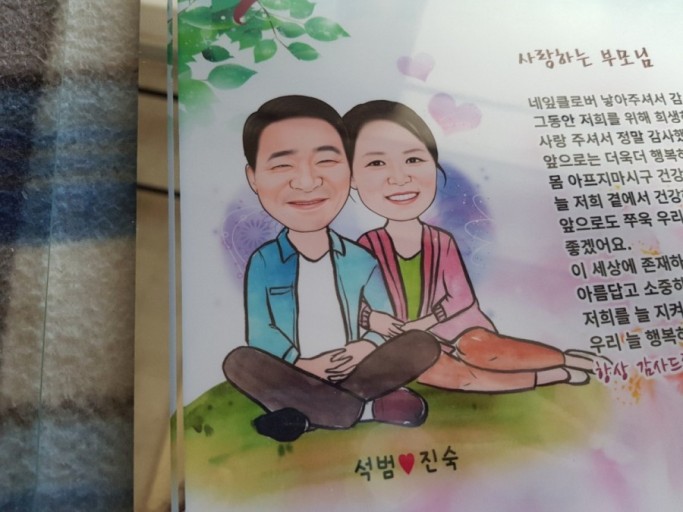 사랑하는 부모님
네잎클로버 낳아주셔서 감
그동안 저희를 위해 희생
사랑 주셔서 정말 감사했
앞으로는 더욱더 행복하
몸 아프지마시구 건강
늘 저희 곁에서 건강
앞으로도 쭈욱 우리
좋겠어요.
이 세상에 존재하
아름답고 소중하
저희를 늘 지켜
우리 늘 행복하
항상 감사드
석범♥진숙